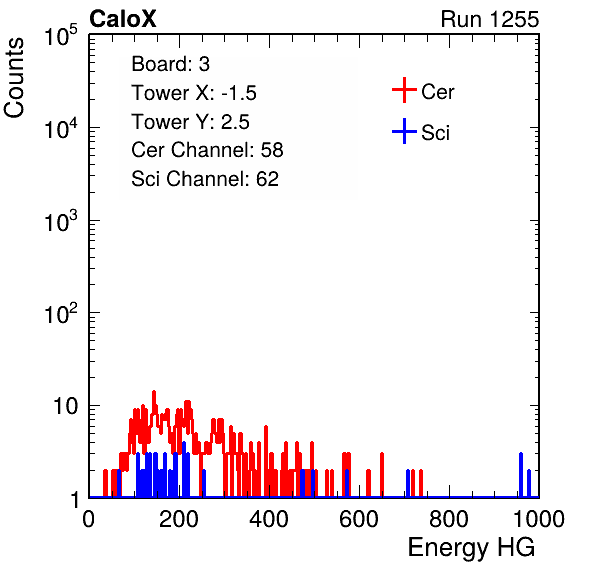 CaloX Run 1255
10^5
Counts
Board: 3
Tower X: -1.5
Tower Y: 2.5
Cer Channel: 58
Sci Channel: 62
Cer
Sci
10^4
10^3
10^2
10
1
0 200 400 600 800 1000
Energy HG